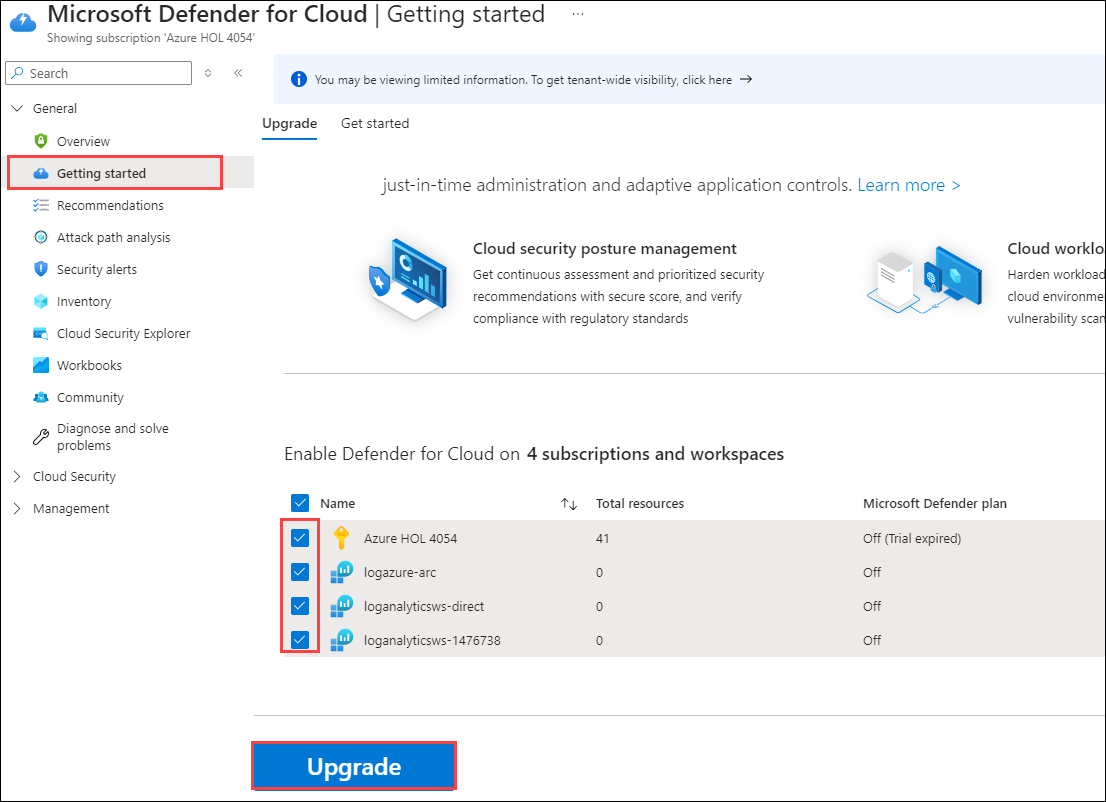 Microsoft Defender for Cloud | Getting started ...
Showing subscription 'Azure HOL 4054'
Search
You may be viewing limited information. To get tenant-wide visibility, click here →
General
Overview
Getting started
Recommendations
Attack path analysis
Security alerts
Inventory
Cloud Security Explorer
Workbooks
Community
Diagnose and solve
problems
Cloud Security
Management
Upgrade Get started
just-in-time administration and adaptive application controls. Learn more >
Cloud security posture management
Get continuous assessment and prioritized security
recommendations with secure score, and verify
compliance with regulatory standards
Cloud worklo
Harden workload
cloud environme
vulnerability scan
Enable Defender for Cloud on 4 subscriptions and workspaces
Name ↑↓ Total resources Microsoft Defender plan
Azure HOL 4054 41 Off (Trial expired)
logazure-arc 0 Off
loganalyticsws-direct 0 Off
loganalyticsws-1476738 0 Off
Upgrade